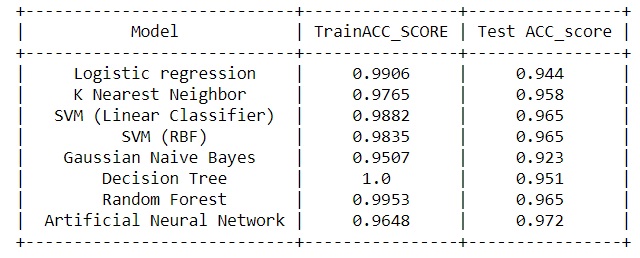 Model | TrainACC_SCORE | Test ACC_score
Logistic regression | 0.9906 | 0.944
K Nearest Neighbor | 0.9765 | 0.958
SVM (Linear Classifier) | 0.9882 | 0.965
SVM (RBF) | 0.9835 | 0.965
Gaussian Naive Bayes | 0.9507 | 0.923
Decision Tree | 1.0 | 0.951
Random Forest | 0.9953 | 0.965
Artificial Neural Network | 0.9648 | 0.972